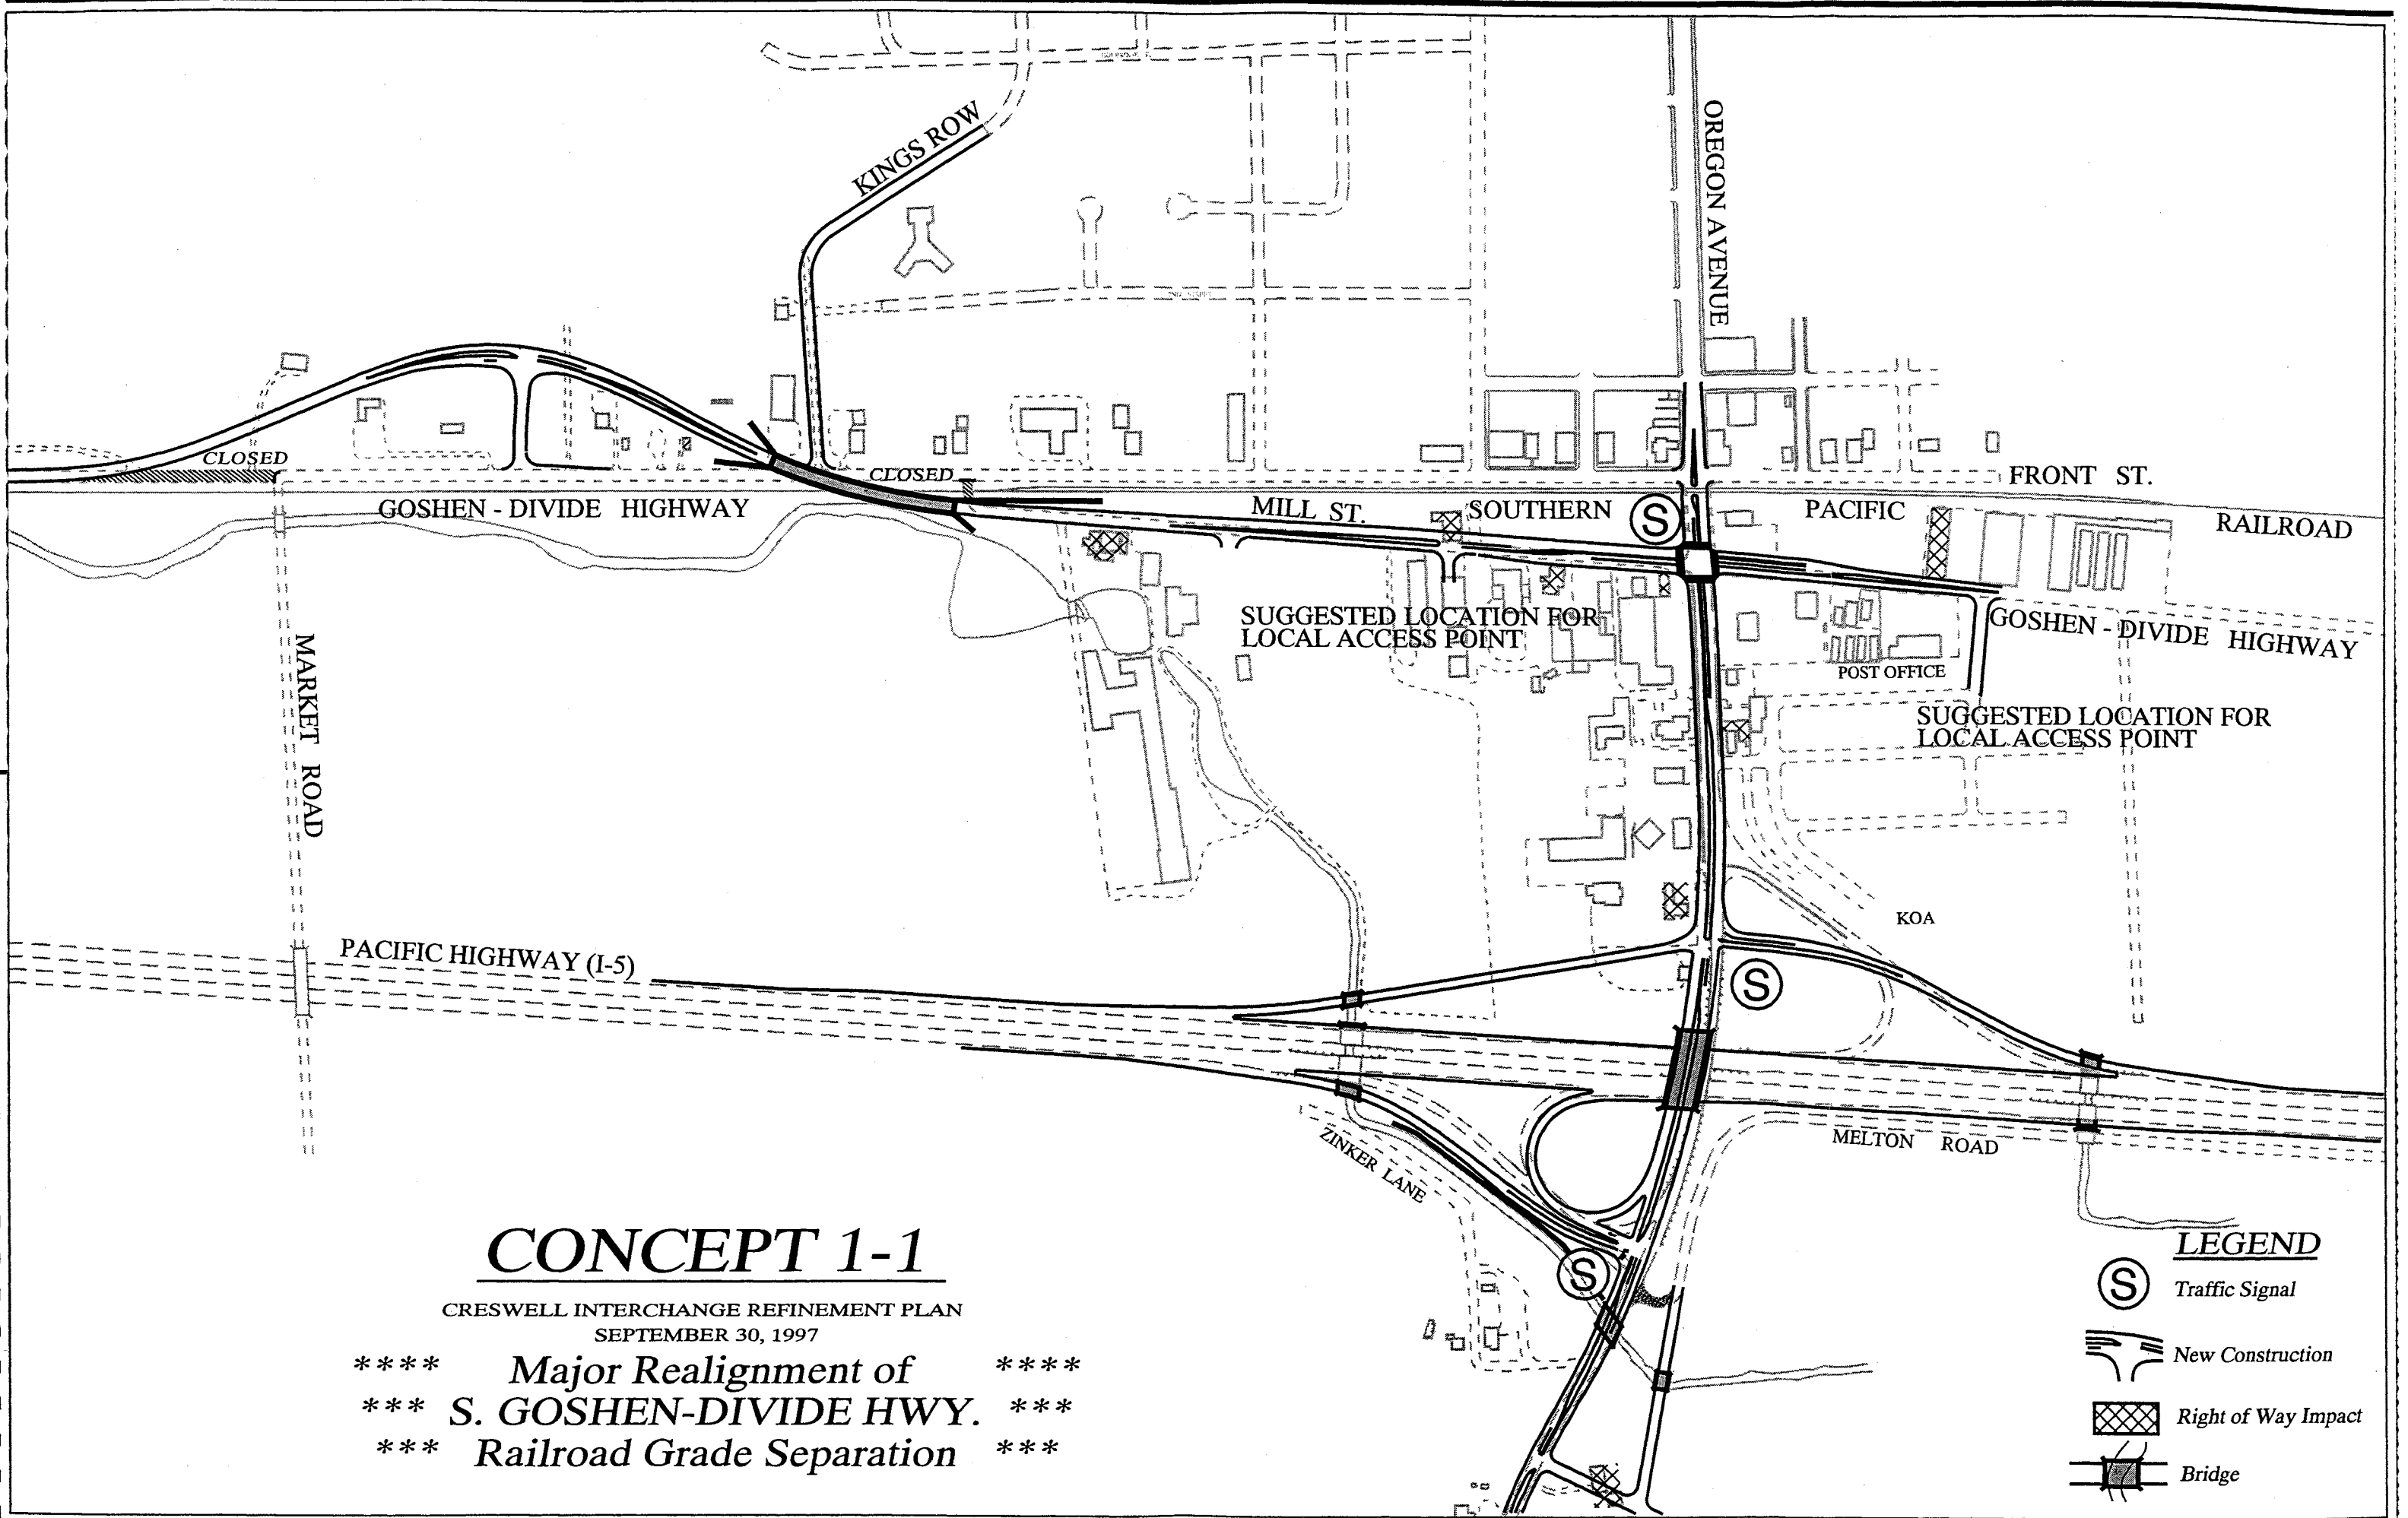 KINGS ROW
OREGON AVENUE
CLOSED
CLOSED
GOSHEN - DIVIDE HIGHWAY
MILL ST.
SOUTHERN
S
PACIFIC
FRONT ST.
RAILROAD
SUGGESTED LOCATION FOR
LOCAL ACCESS POINT
GOSHEN - DIVIDE HIGHWAY
POST OFFICE
MARKET ROAD
SUGGESTED LOCATION FOR
LOCAL ACCESS POINT
KOA
PACIFIC HIGHWAY (I-5)
S
MELTON ROAD
ZINKER LANE
S
CONCEPT 1-1
CRESWELL INTERCHANGE REFINEMENT PLAN
SEPTEMBER 30, 1997
**** Major Realignment of ****
*** S. GOSHEN-DIVIDE HWY. ***
*** Railroad Grade Separation ***
LEGEND
S Traffic Signal
New Construction
Right of Way Impact
Bridge